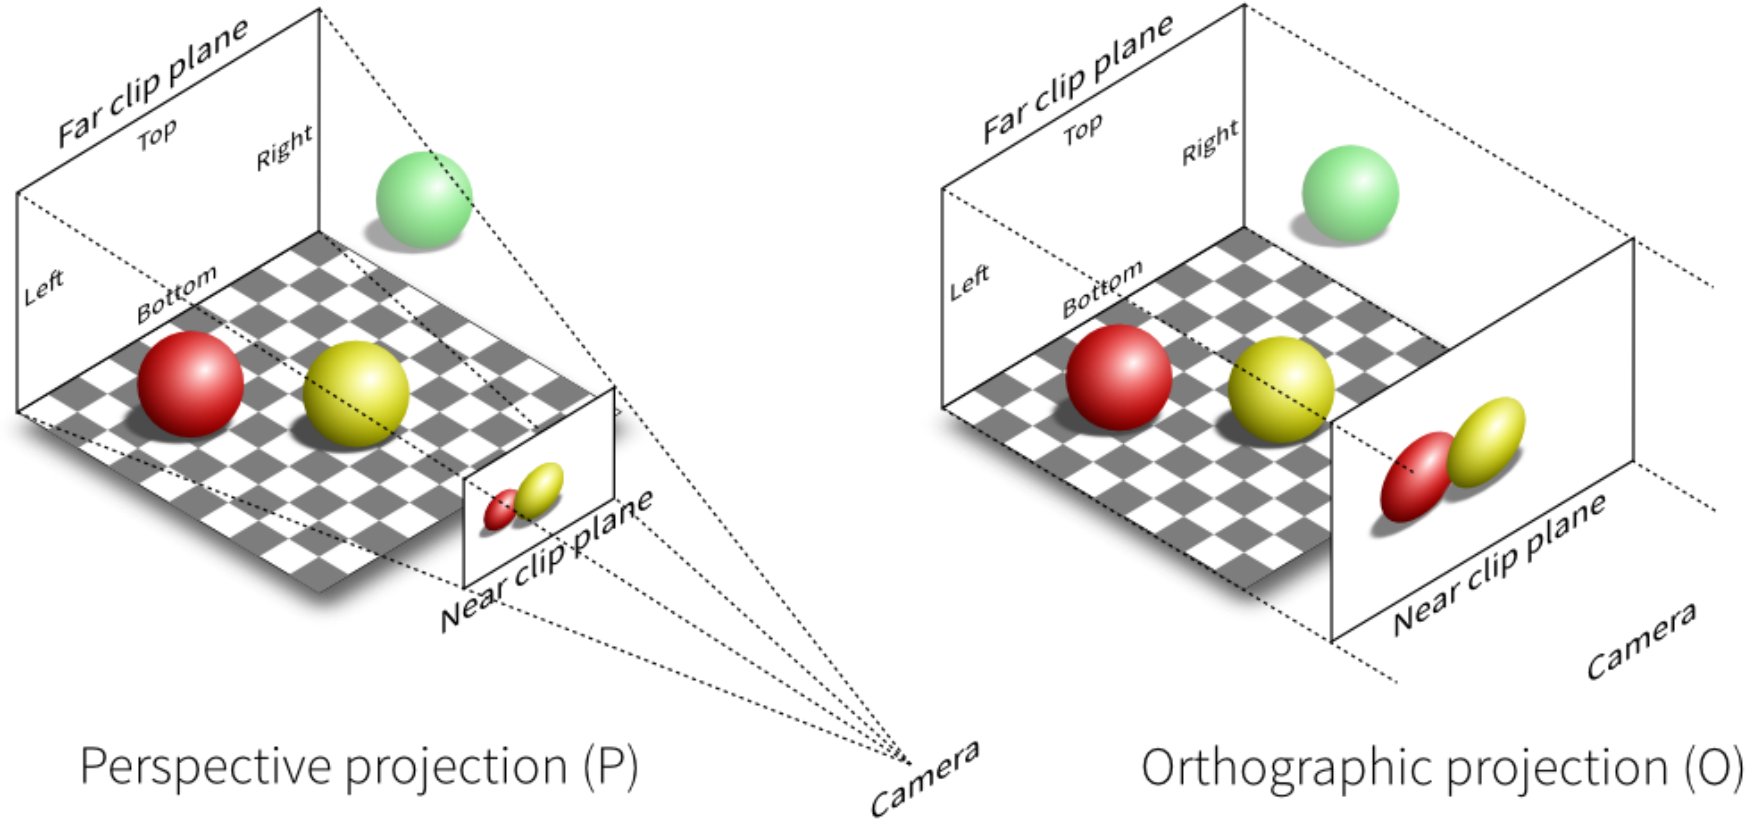 Far clip plane
Top
Right
Left
Bottom
Near clip plane
Camera
Perspective projection (P)
Far clip plane
Top
Right
Left
Bottom
Near clip plane
Camera
Orthographic projection (O)